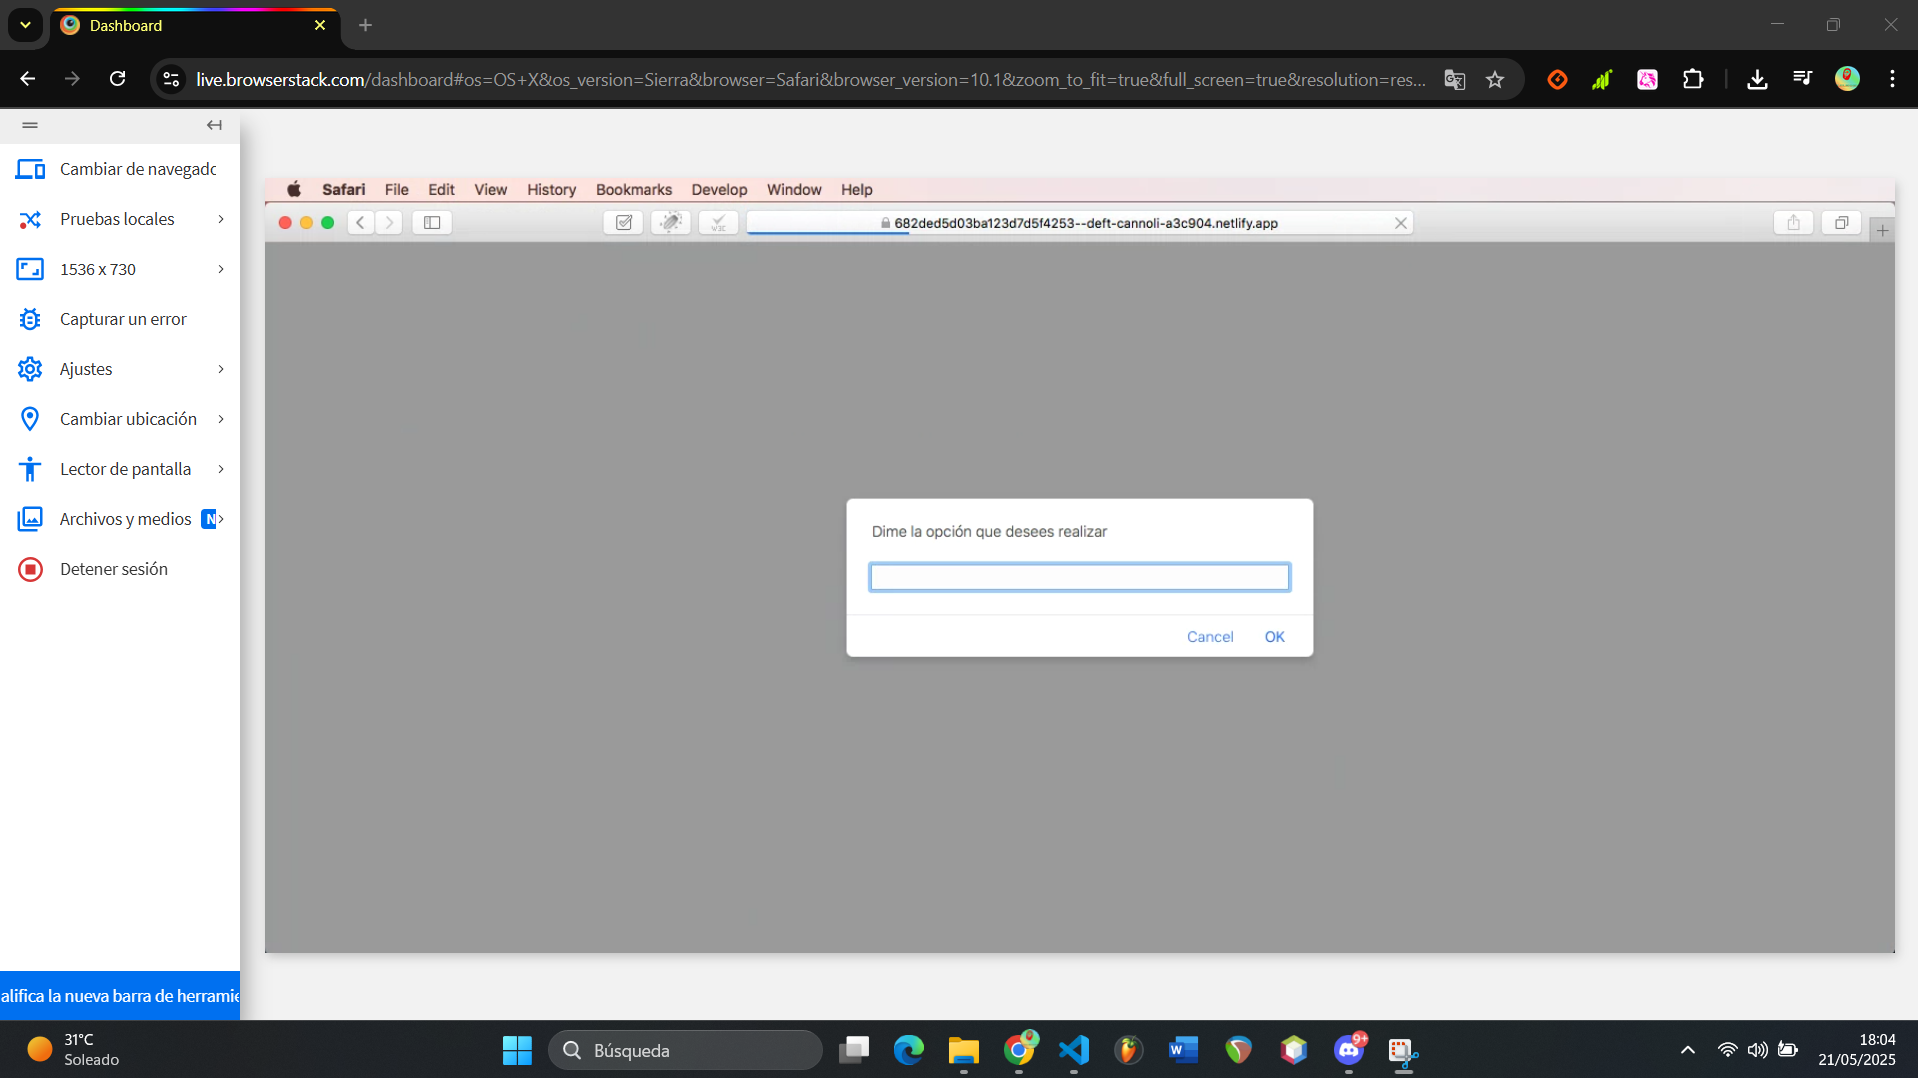 Dashboard
live.browserstack.com/dashboard#os=OS+X&os_version=Sierra&browser=Safari&browser_version=10.1&zoom_to_fit=true&full_screen=true&resolution=res...
Cambiar de navegadc
Pruebas locales
1536 x 730
Capturar un error
Ajustes
Cambiar ubicación
Lector de pantalla
Archivos y medios N
Detener sesión
alifica la nueva barra de herramie
Safari File Edit View History Bookmarks Develop Window Help
W3C
682ded5d03ba123d7d5f4253--deft-cannoli-a3c904.netlify.app
Dime la opción que desees realizar
Cancel OK
31°C
Soleado
Búsqueda
W
9+
18:04
21/05/2025